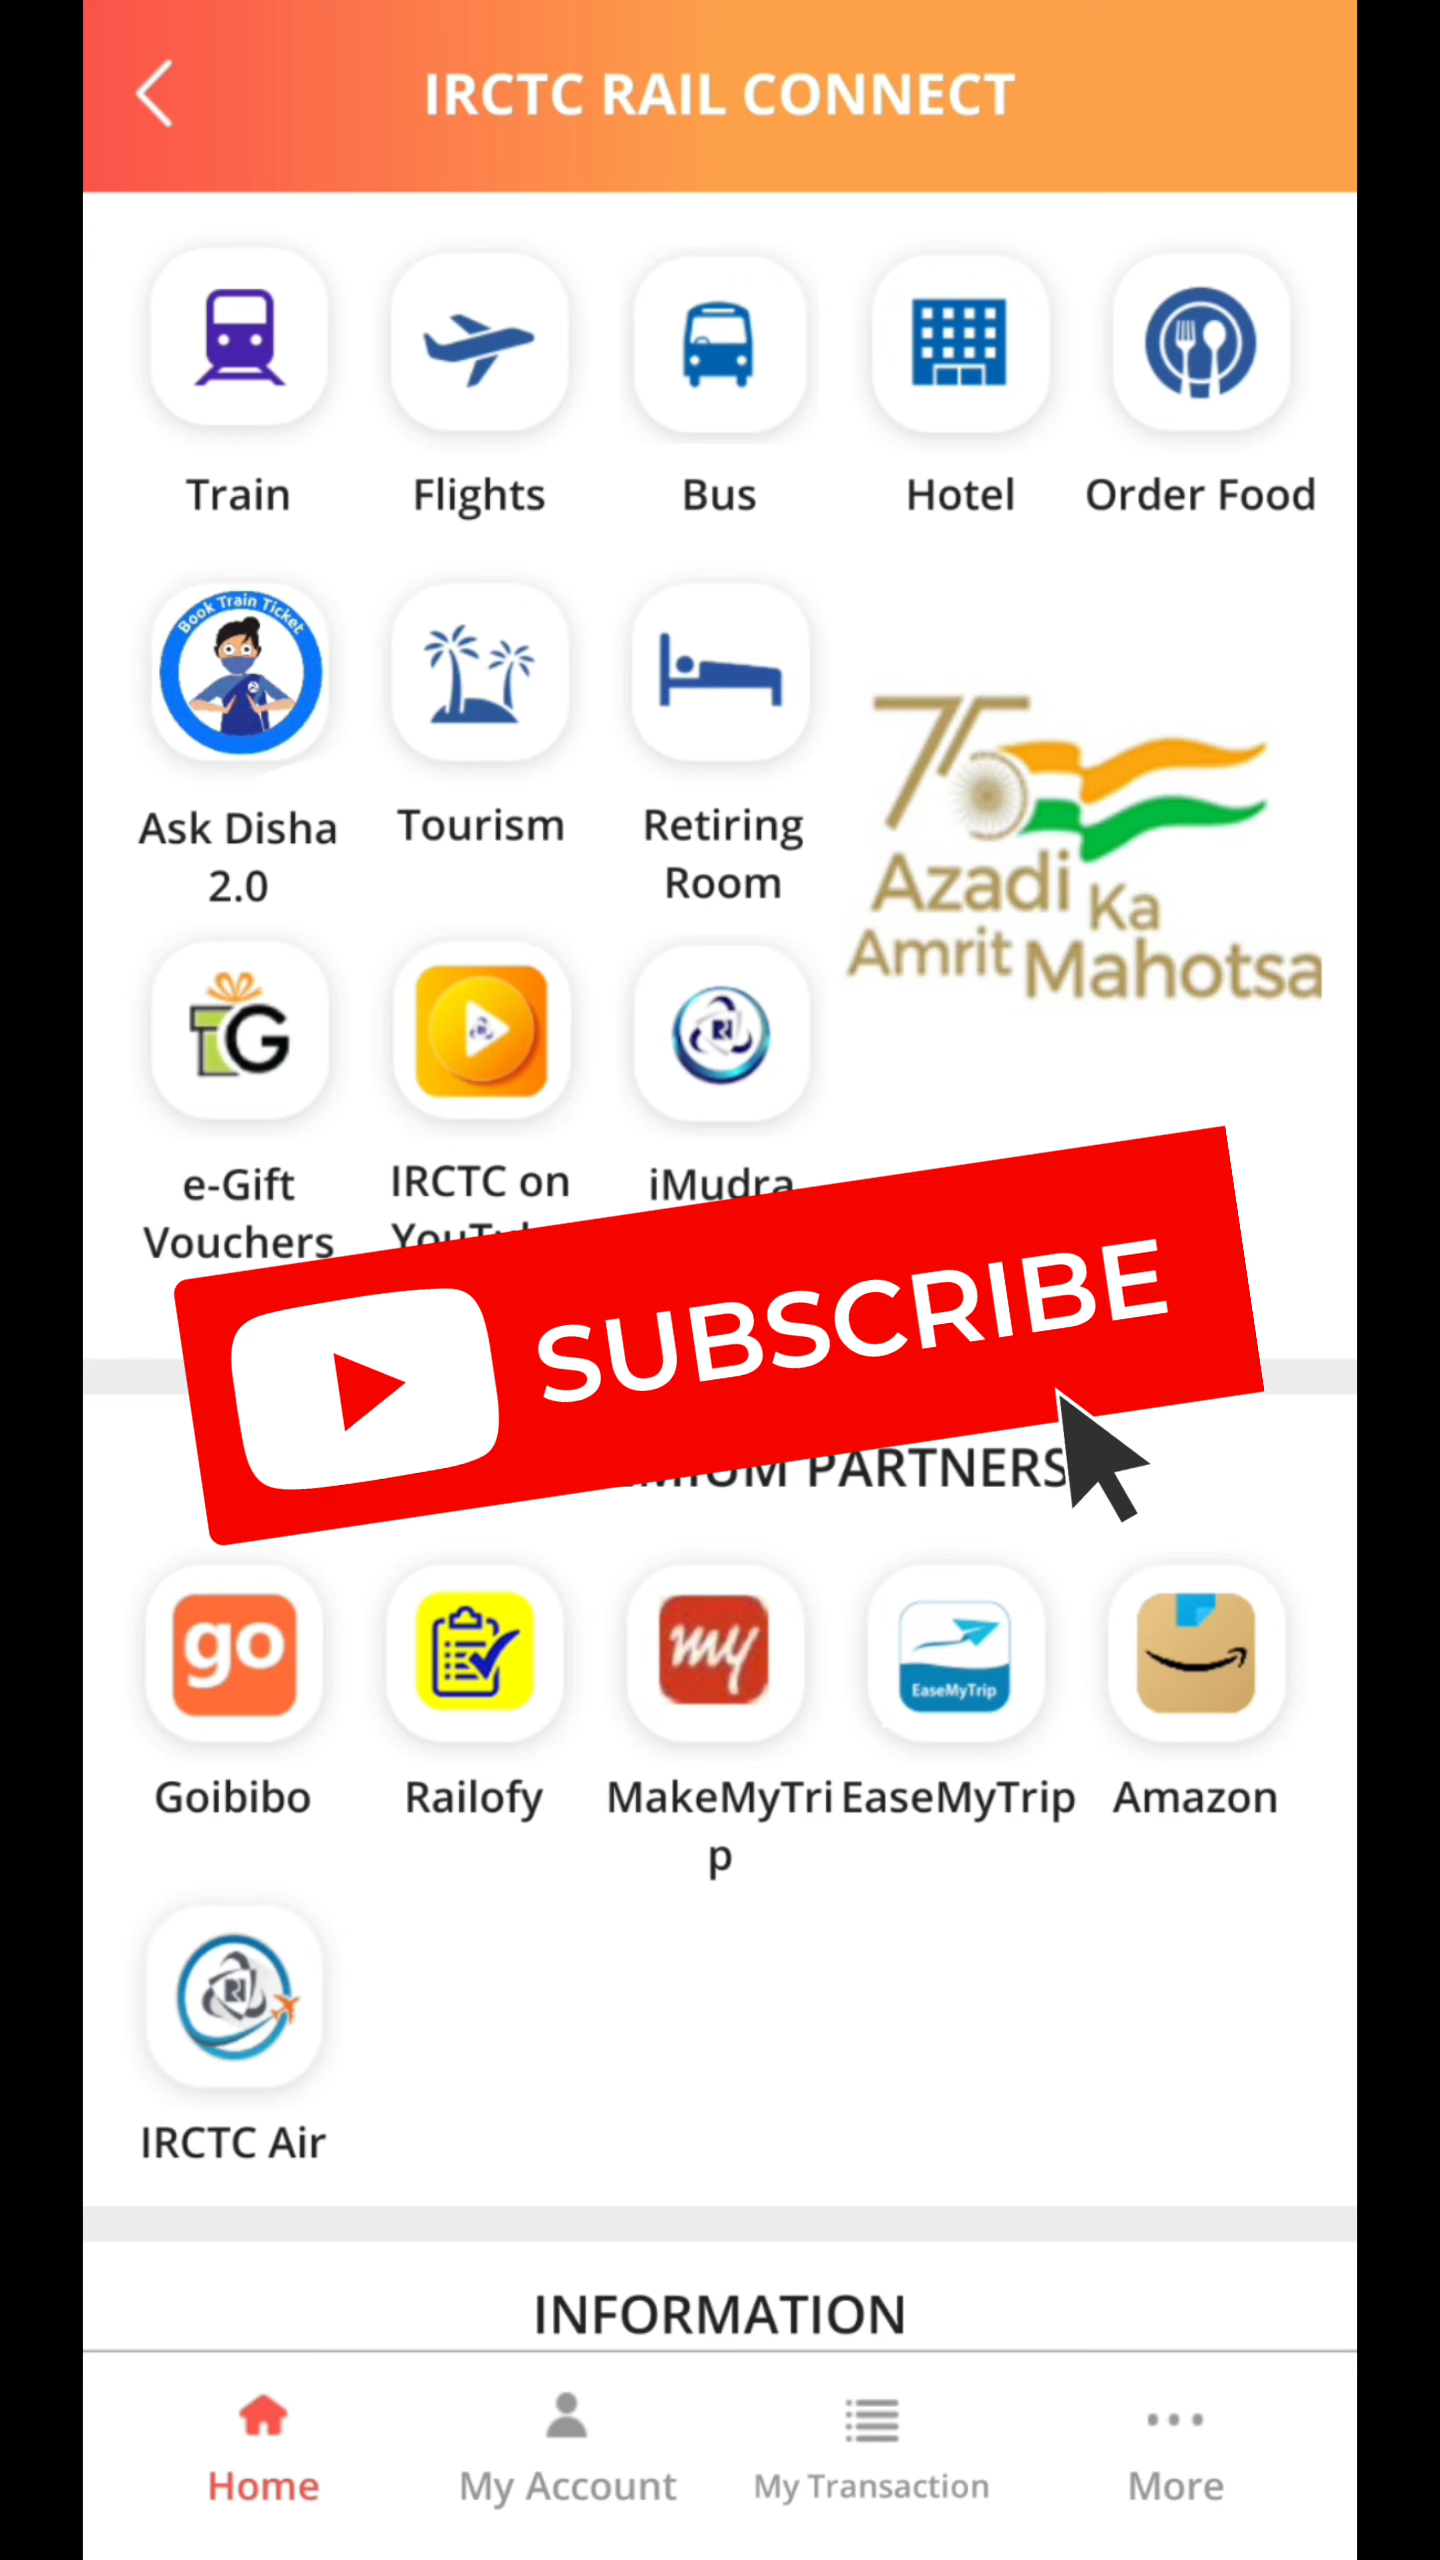 IRCTC RAIL CONNECT
Train
Flights
Bus
Hotel
Order Food
Book Train Ticket
Ask Disha
2.0
Tourism
Retiring
Room
75
Azadi Ka
Amrit Mahotsa
TG
e-Gift
Vouchers
IRCTC on
YouTube
iMudra
SUBSCRIBE
PARTNERS
go
my
EaseMyTrip
Goibibo
Railofy
MakeMyTri
p
EaseMyTrip
Amazon
IRCTC Air
INFORMATION
Home
My Account
My Transaction
More